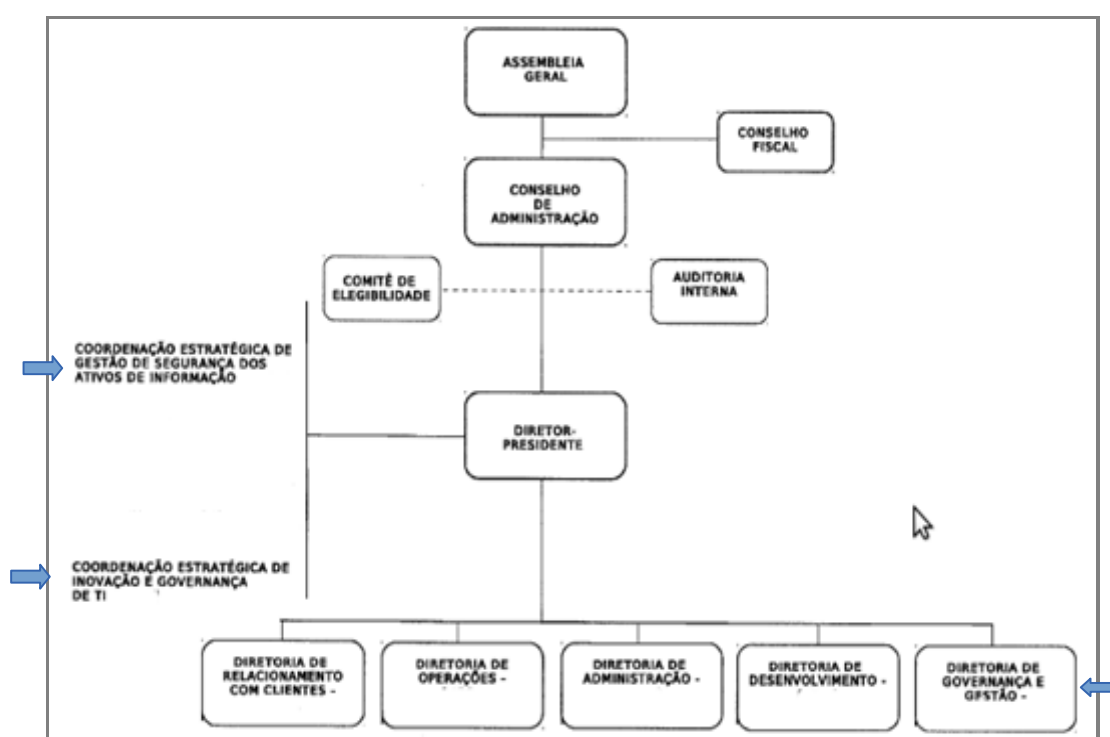 ASSEMBLEIA
GERAL
CONSELHO
FISCAL
CONSELHO
DE
ADMINISTRAÇÃO
COMITÊ DE
ELEGIBILIDADE
AUDITORIA
INTERNA
COORDENAÇÃO ESTRATÉGICA DE
GESTÃO DE SEGURANÇA DOS
ATIVOS DE INFORMAÇÃO
DIRETOR-
PRESIDENTE
COORDENAÇÃO ESTRATÉGICA DE
INOVAÇÃO E GOVERNANÇA
DE TI
DIRETORIA DE
RELACIONAMENTO
COM CLIENTES -
DIRETORIA DE
OPERAÇÕES -
DIRETORIA DE
ADMINISTRAÇÃO -
DIRETORIA DE
DESENVOLVIMENTO -
DIRETORIA DE
GOVERNANÇA E
GESTÃO -